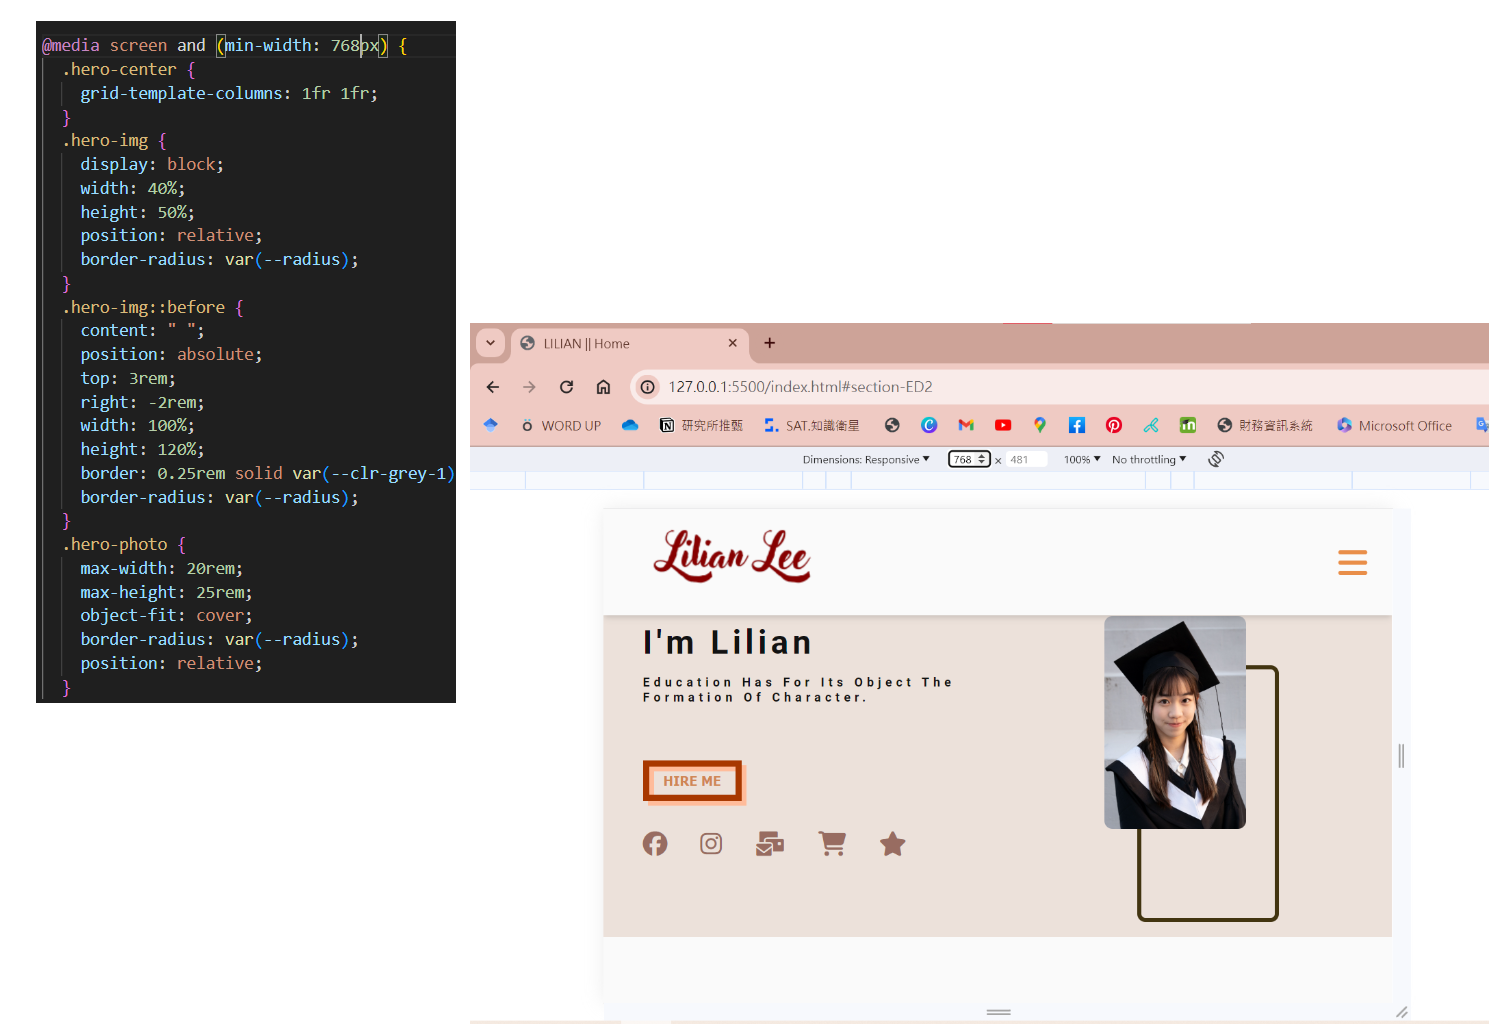 @media screen and (min-width: 768px) {
.hero-center {
grid-template-columns: 1fr 1fr;
}
.hero-img {
display: block;
width: 40%;
height: 50%;
position: relative;
border-radius: var(--radius);
}
.hero-img::before {
content: " ";
position: absolute;
top: 3rem;
right: -2rem;
width: 100%;
height: 120%;
border: 0.25rem solid var(--clr-grey-1)
border-radius: var(--radius);
}
.hero-photo {
max-width: 20rem;
max-height: 25rem;
object-fit: cover;
border-radius: var(--radius);
position: relative;
}
LILIAN || Home
127.0.0.1:5500/index.html#section-ED2
WORD UP 研究所推甄 SAT.知識衛星 財務資訊系統 Microsoft Office
Dimensions: Responsive 768 x 481 100% No throttling
Lilian Lee
I'm Lilian
Education Has For Its Object The
Formation Of Character.
HIRE ME